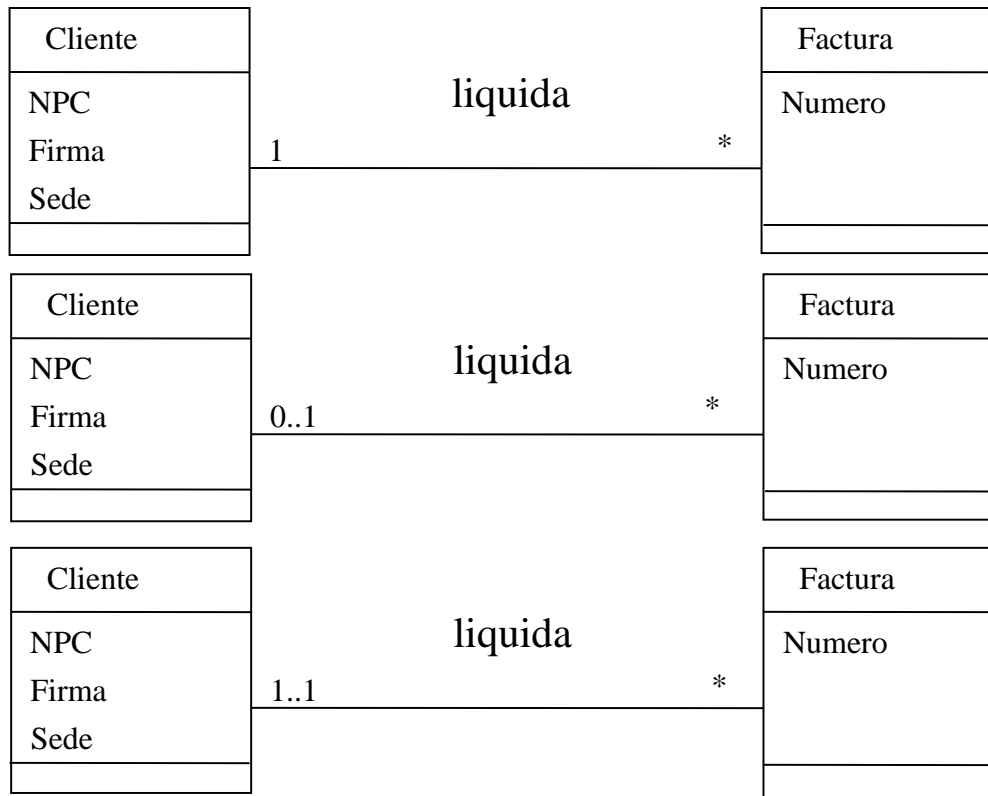 Cliente
Factura
liquida
NPC
Numero
Firma
1
*
Sede
Cliente
Factura
liquida
NPC
Numero
Firma
0..1
*
Sede
Cliente
Factura
liquida
NPC
Numero
Firma
1..1
*
Sede